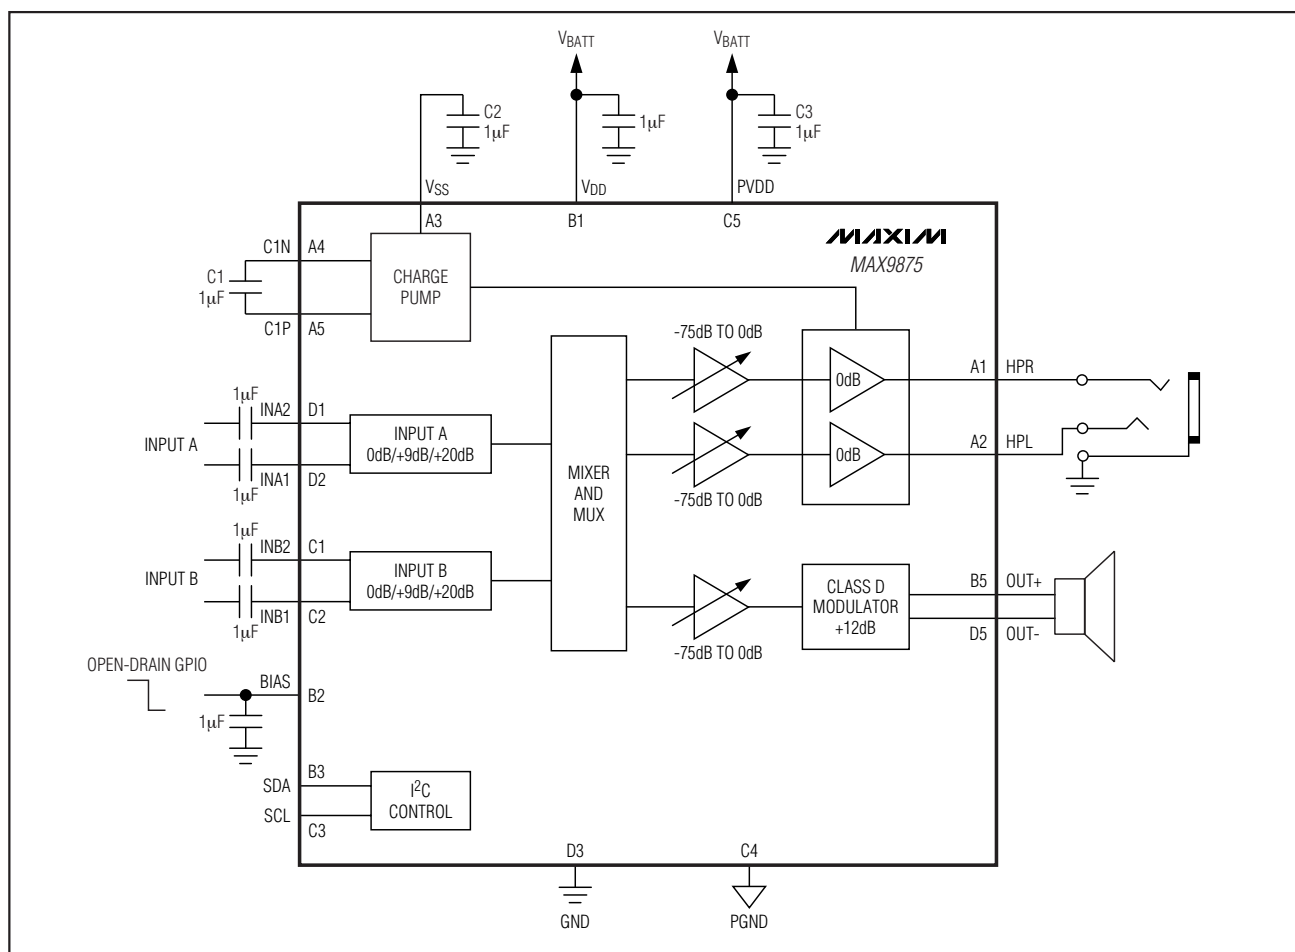 VBATT
VBATT
C2
1µF
1µF
C3
1µF
VSS
VDD
PVDD
A3
B1
C5
MAXIM
MAX9875
C1N
A4
C1
1µF
CHARGE
PUMP
C1P
A5
-75dB TO 0dB
0dB
A1
HPR
1µF
INA2
D1
INPUT A
INPUT A
0dB/+9dB/+20dB
INA1
D2
1µF
MIXER
AND
MUX
0dB
A2
HPL
-75dB TO 0dB
1µF
INB2
C1
INPUT B
INPUT B
0dB/+9dB/+20dB
INB1
C2
1µF
CLASS D
MODULATOR
+12dB
B5
OUT+
D5
OUT-
-75dB TO 0dB
OPEN-DRAIN GPIO
BIAS
B2
1µF
SDA
B3
SCL
C3
I²C
CONTROL
D3
C4
GND
PGND